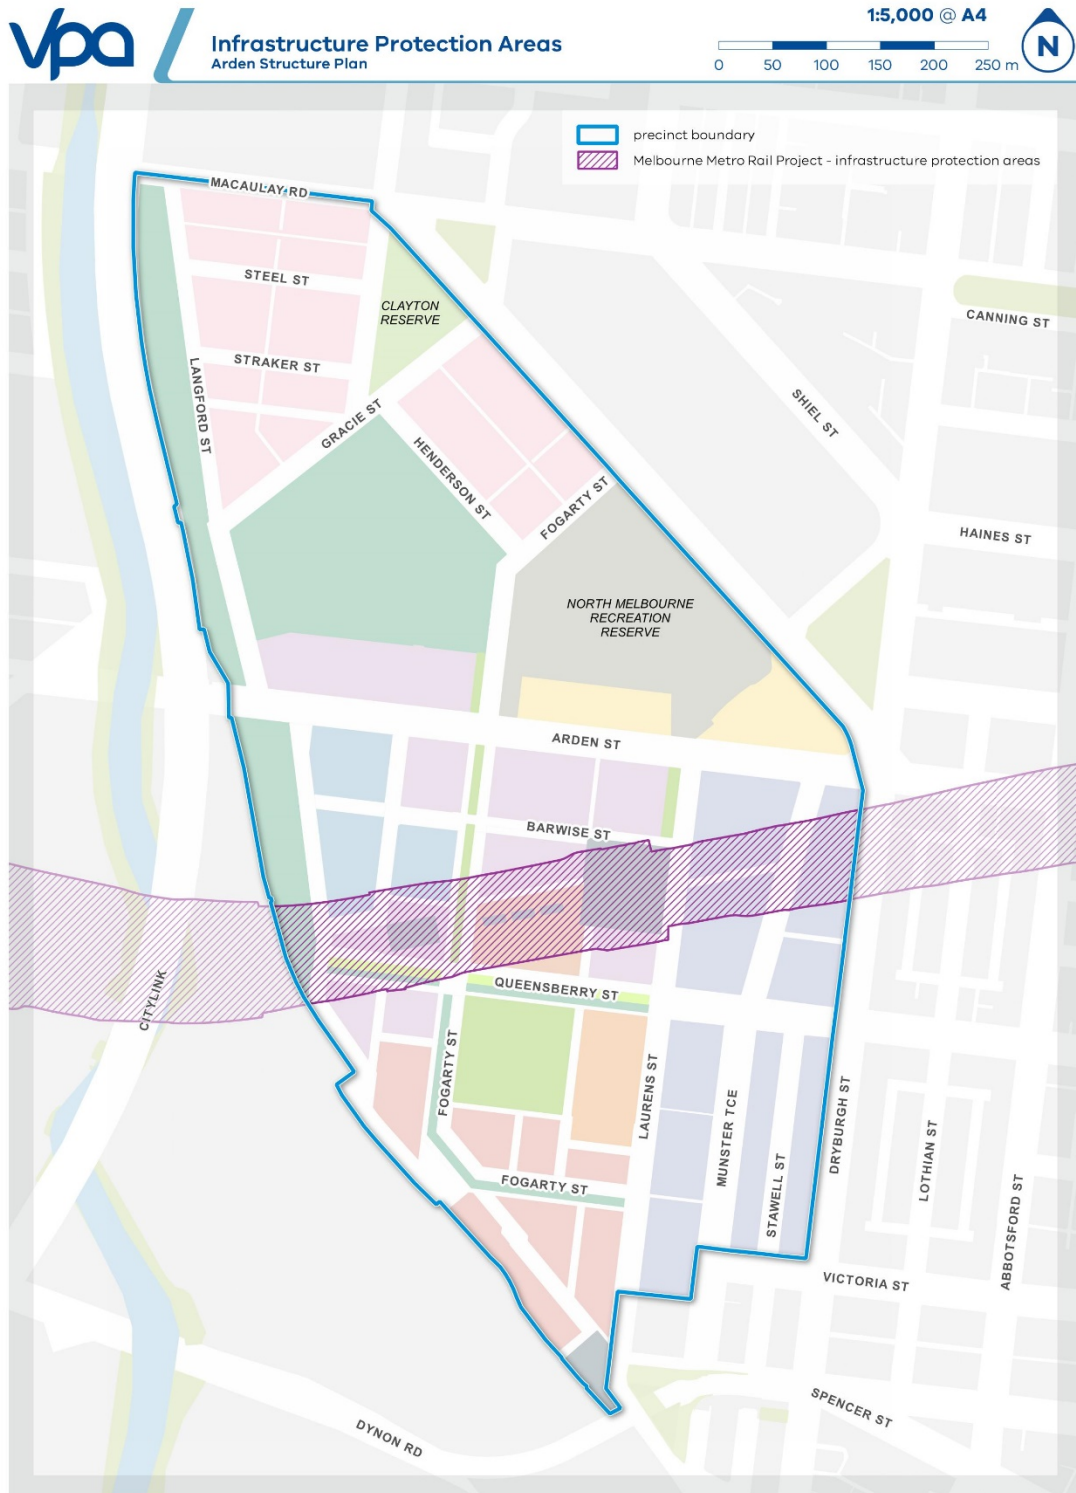 vpa
Infrastructure Protection Areas
Arden Structure Plan
1:5,000 @ A4
0 50 100 150 200 250 m
N
precinct boundary
Melbourne Metro Rail Project - infrastructure protection areas
MACAULAY RD
STEEL ST
CLAYTON
RESERVE
CANNING ST
STRAKER ST
LANGFORD ST
GRACIE ST
SHIEL ST
HENDERSON ST
FOGARTY ST
HAINES ST
NORTH MELBOURNE
RECREATION
RESERVE
ARDEN ST
BARWISE ST
CITYLINK
QUEENSBERRY ST
FOGARTY ST
LAURENS ST
MUNSTER TCE
STAWELL ST
DRYBURGH ST
LOTHIAN ST
ABBOTSFORD ST
FOGARTY ST
VICTORIA ST
SPENCER ST
DYNON RD